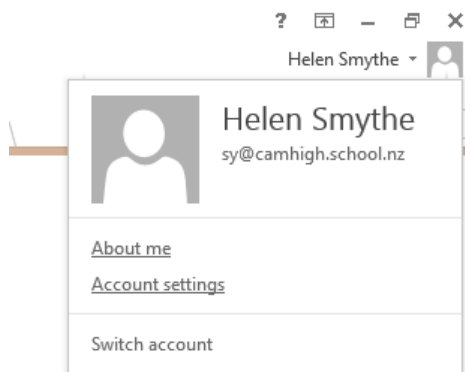 ?
Helen Smythe
Helen Smythe
sy@camhigh.school.nz
About me
Account settings
Switch account